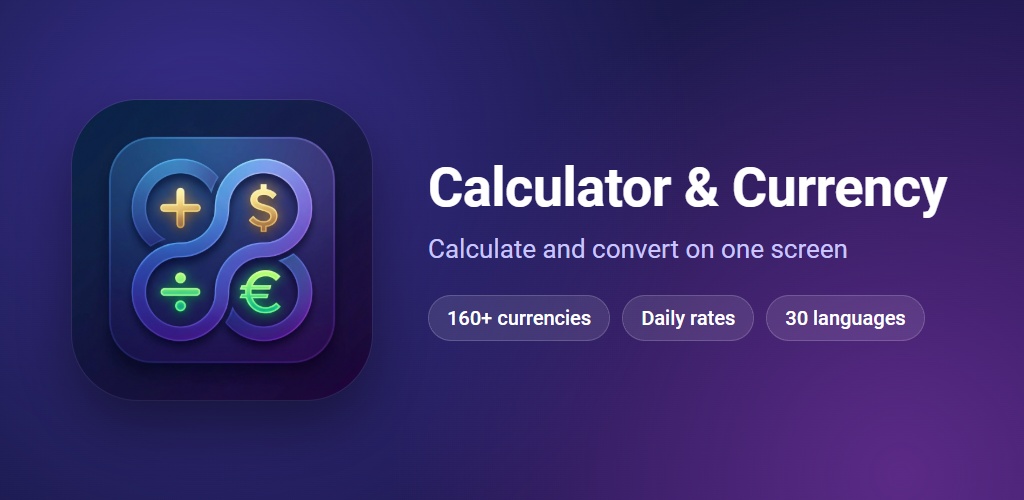 + $
÷ €
Calculator & Currency
Calculate and convert on one screen
160+ currencies Daily rates 30 languages